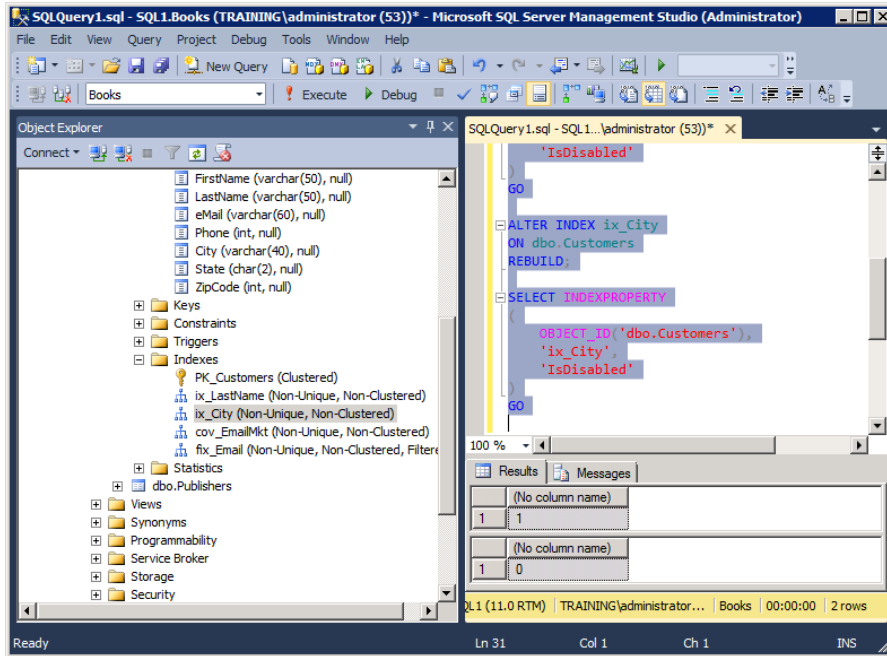 SQLQuery1.sql - SQL1.Books (TRAINING\administrator (53))* - Microsoft SQL Server Management Studio (Administrator)
File Edit View Query Project Debug Tools Window Help
New Query
Books Execute Debug
Object Explorer
Connect
FirstName (varchar(50), null)
LastName (varchar(50), null)
eMail (varchar(60), null)
Phone (int, null)
City (varchar(40), null)
State (char(2), null)
ZipCode (int, null)
Keys
Constraints
Triggers
Indexes
PK_Customers (Clustered)
ix_LastName (Non-Unique, Non-Clustered)
ix_City (Non-Unique, Non-Clustered)
cov_EmailMkt (Non-Unique, Non-Clustered)
fix_Email (Non-Unique, Non-Clustered, Filtere
Statistics
dbo.Publishers
Views
Synonyms
Programmability
Service Broker
Storage
Security
SQLQuery1.sql - SQL1...\administrator (53))*
'IsDisabled'
)
GO
ALTER INDEX ix_City
ON dbo.Customers
REBUILD;
SELECT INDEXPROPERTY
(
OBJECT_ID('dbo.Customers'),
'ix_City',
'IsDisabled'
)
GO
100 %
Results Messages
(No column name)
1 1
(No column name)
1 0
QL1 (11.0 RTM) TRAINING\administrator... Books 00:00:00 2 rows
Ready Ln 31 Col 1 Ch 1 INS